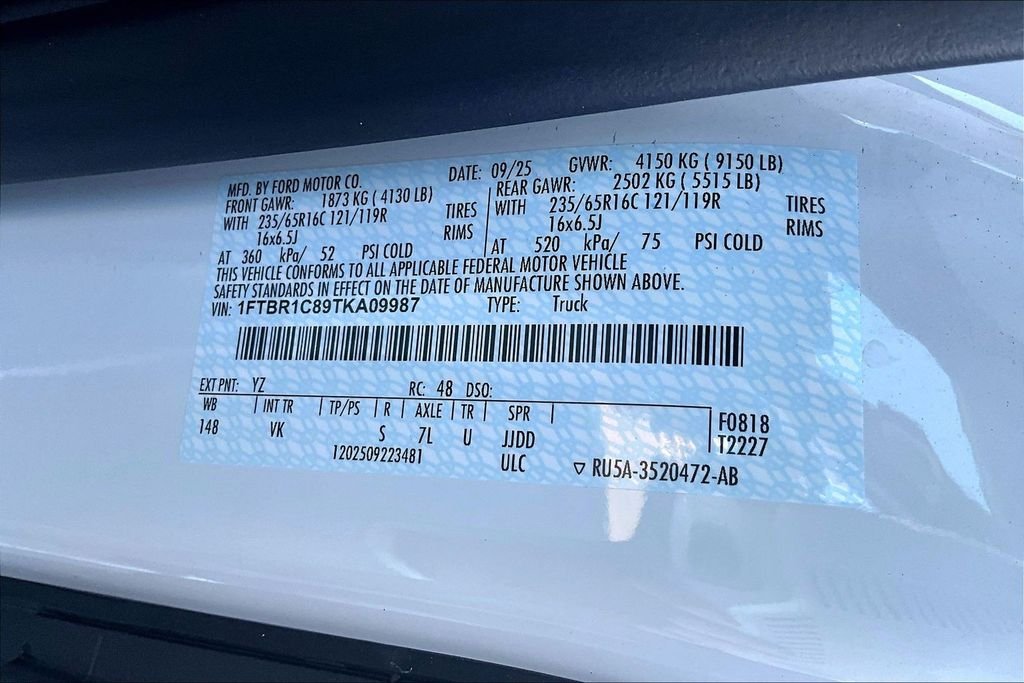 MFD. BY FORD MOTOR CO. DATE: 09/25 GVWR: 4150 KG ( 9150 LB)
FRONT GAWR: 1873 KG ( 4130 LB) REAR GAWR: 2502 KG ( 5515 LB)
WITH 235/65R16C 121/119R TIRES WITH 235/65R16C 121/119R TIRES
16x6.5J RIMS 16x6.5J RIMS
AT 360 kPa/ 52 PSI COLD AT 520 kPa/ 75 PSI COLD
THIS VEHICLE CONFORMS TO ALL APPLICABLE FEDERAL MOTOR VEHICLE
SAFETY STANDARDS IN EFFECT ON THE DATE OF MANUFACTURE SHOWN ABOVE.
VIN: 1FTBR1C89TKA09987 TYPE: Truck
EXT PNT: YZ RC: 48 DSO:
WB INT TR TP/PS R AXLE TR SPR F0818
148 VK S 7L U JJDD T2227
1202509223481 ULC ▽ RU5A-3520472-AB